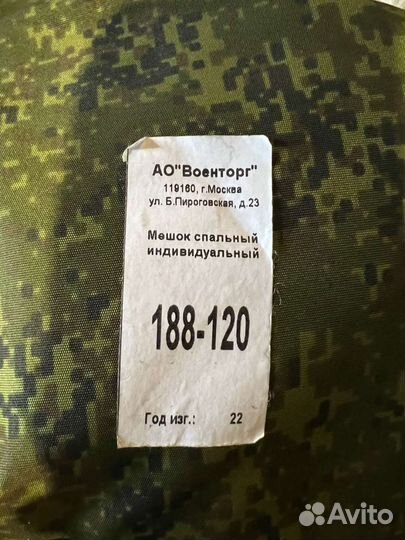 АО"Военторг"
119160, г.Москва
ул. Б.Пироговская, д.23
Мешок спальный
индивидуальный
188-120
Год изг.: 22
Avito